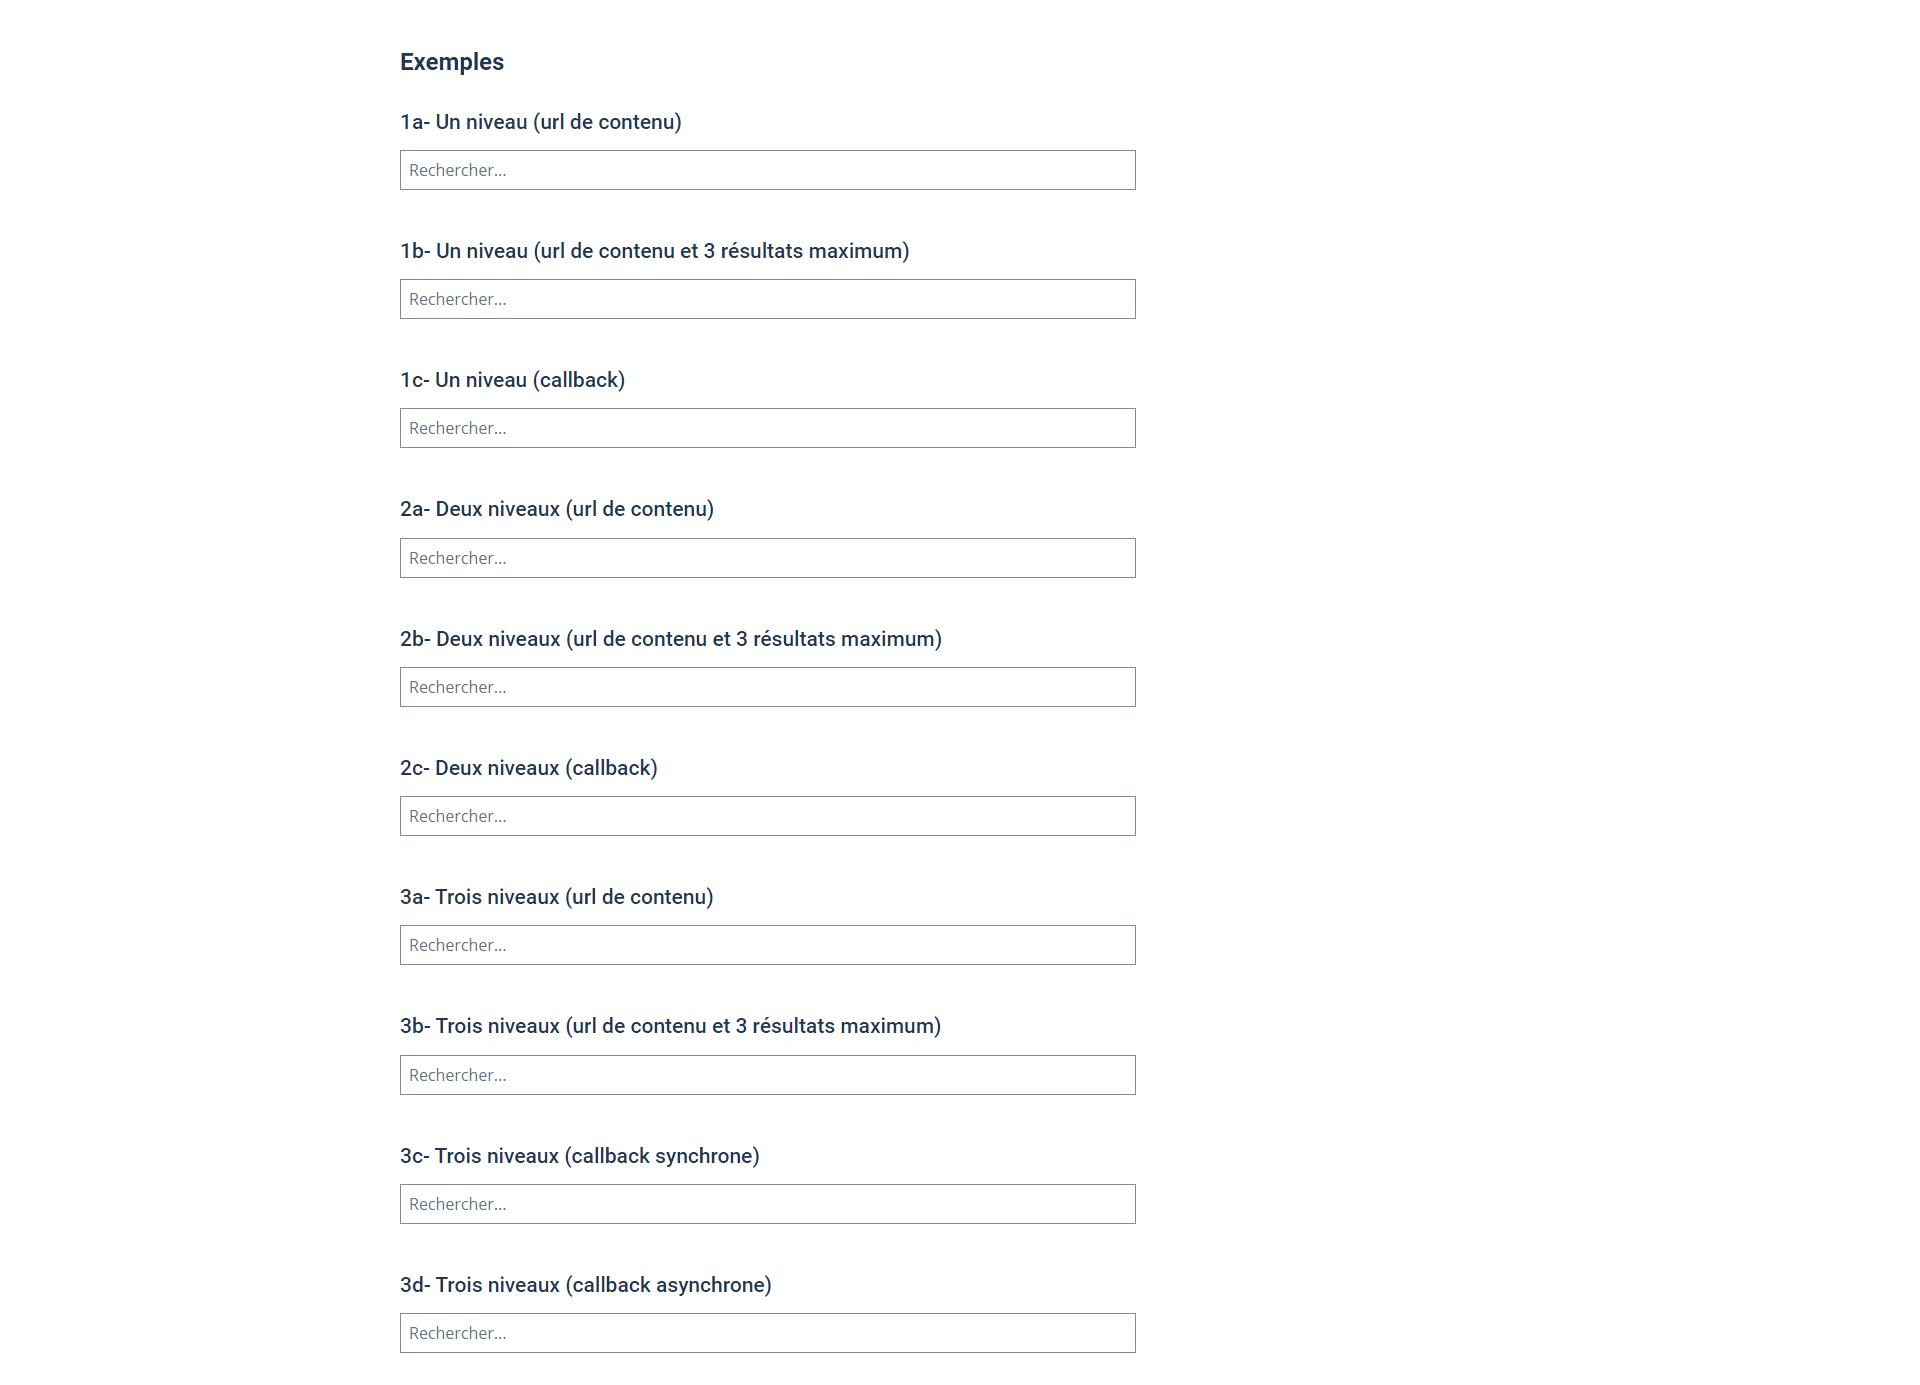 Exemples
1a- Un niveau (url de contenu)
Rechercher...
1b- Un niveau (url de contenu et 3 résultats maximum)
Rechercher...
1c- Un niveau (callback)
Rechercher...
2a- Deux niveaux (url de contenu)
Rechercher...
2b- Deux niveaux (url de contenu et 3 résultats maximum)
Rechercher...
2c- Deux niveaux (callback)
Rechercher...
3a- Trois niveaux (url de contenu)
Rechercher...
3b- Trois niveaux (url de contenu et 3 résultats maximum)
Rechercher...
3c- Trois niveaux (callback synchrone)
Rechercher...
3d- Trois niveaux (callback asynchrone)
Rechercher...